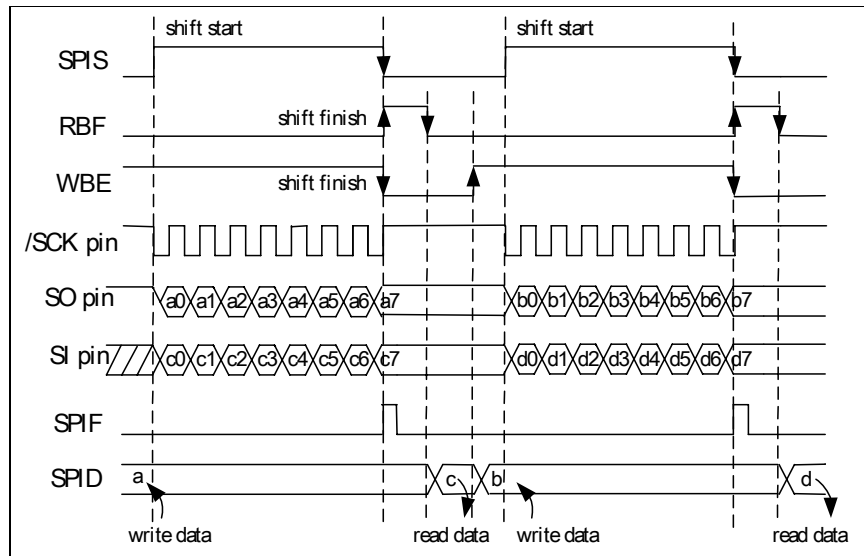 shift start shift start
SPIS
RBF shift finish
WBE shift finish
/SCK pin
SO pin a0 a1 a2 a3 a4 a5 a6 a7 b0 b1 b2 b3 b4 b5 b6 b7
SI pin c0 c1 c2 c3 c4 c5 c6 c7 d0 d1 d2 d3 d4 d5 d6 d7
SPIF
SPID a c b d
write data read data write data read data